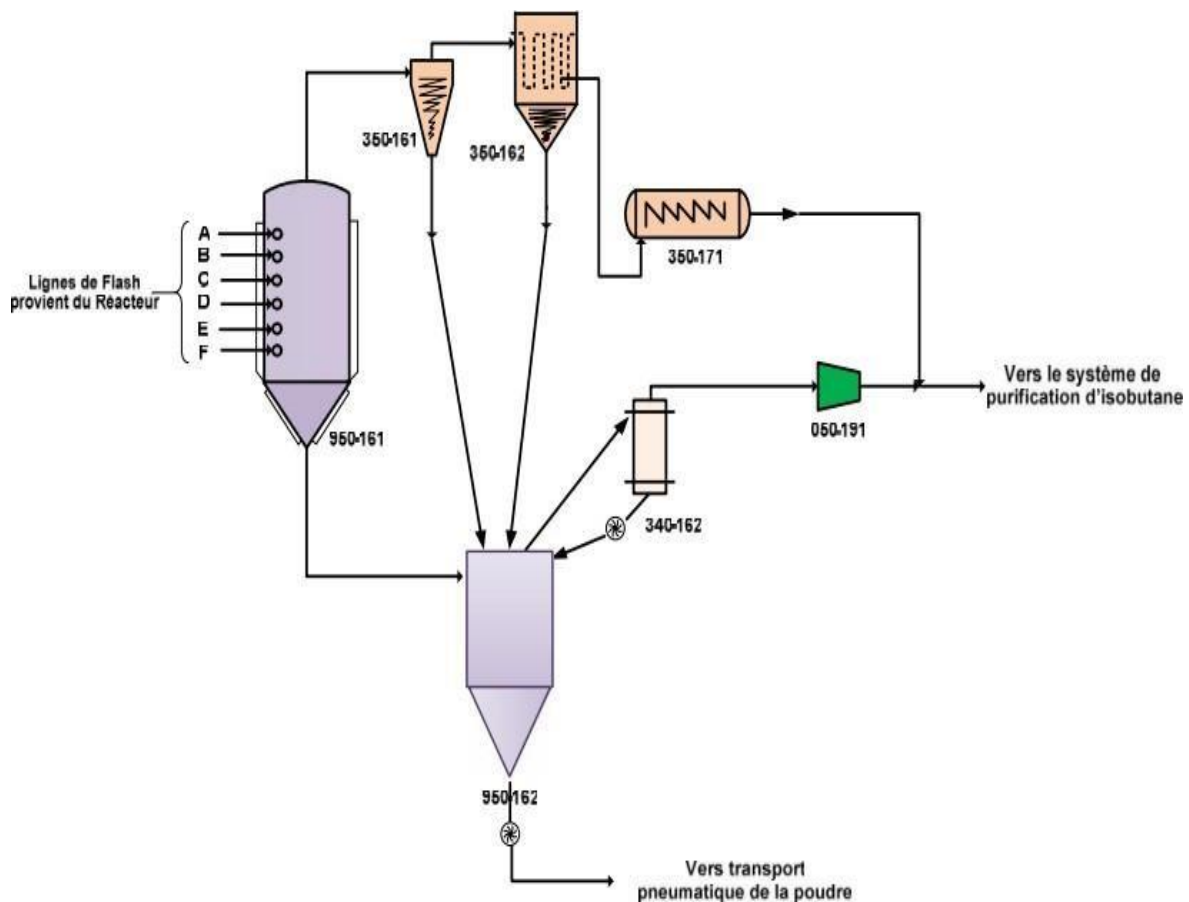 350-161
350-162
A
B
C
D
E
F
Lignes de Flash
provient du Réacteur
350-171
950-161
Vers le système de
purification d'isobutane
050-191
340-162
950-162
Vers transport
pneumatique de la poudre